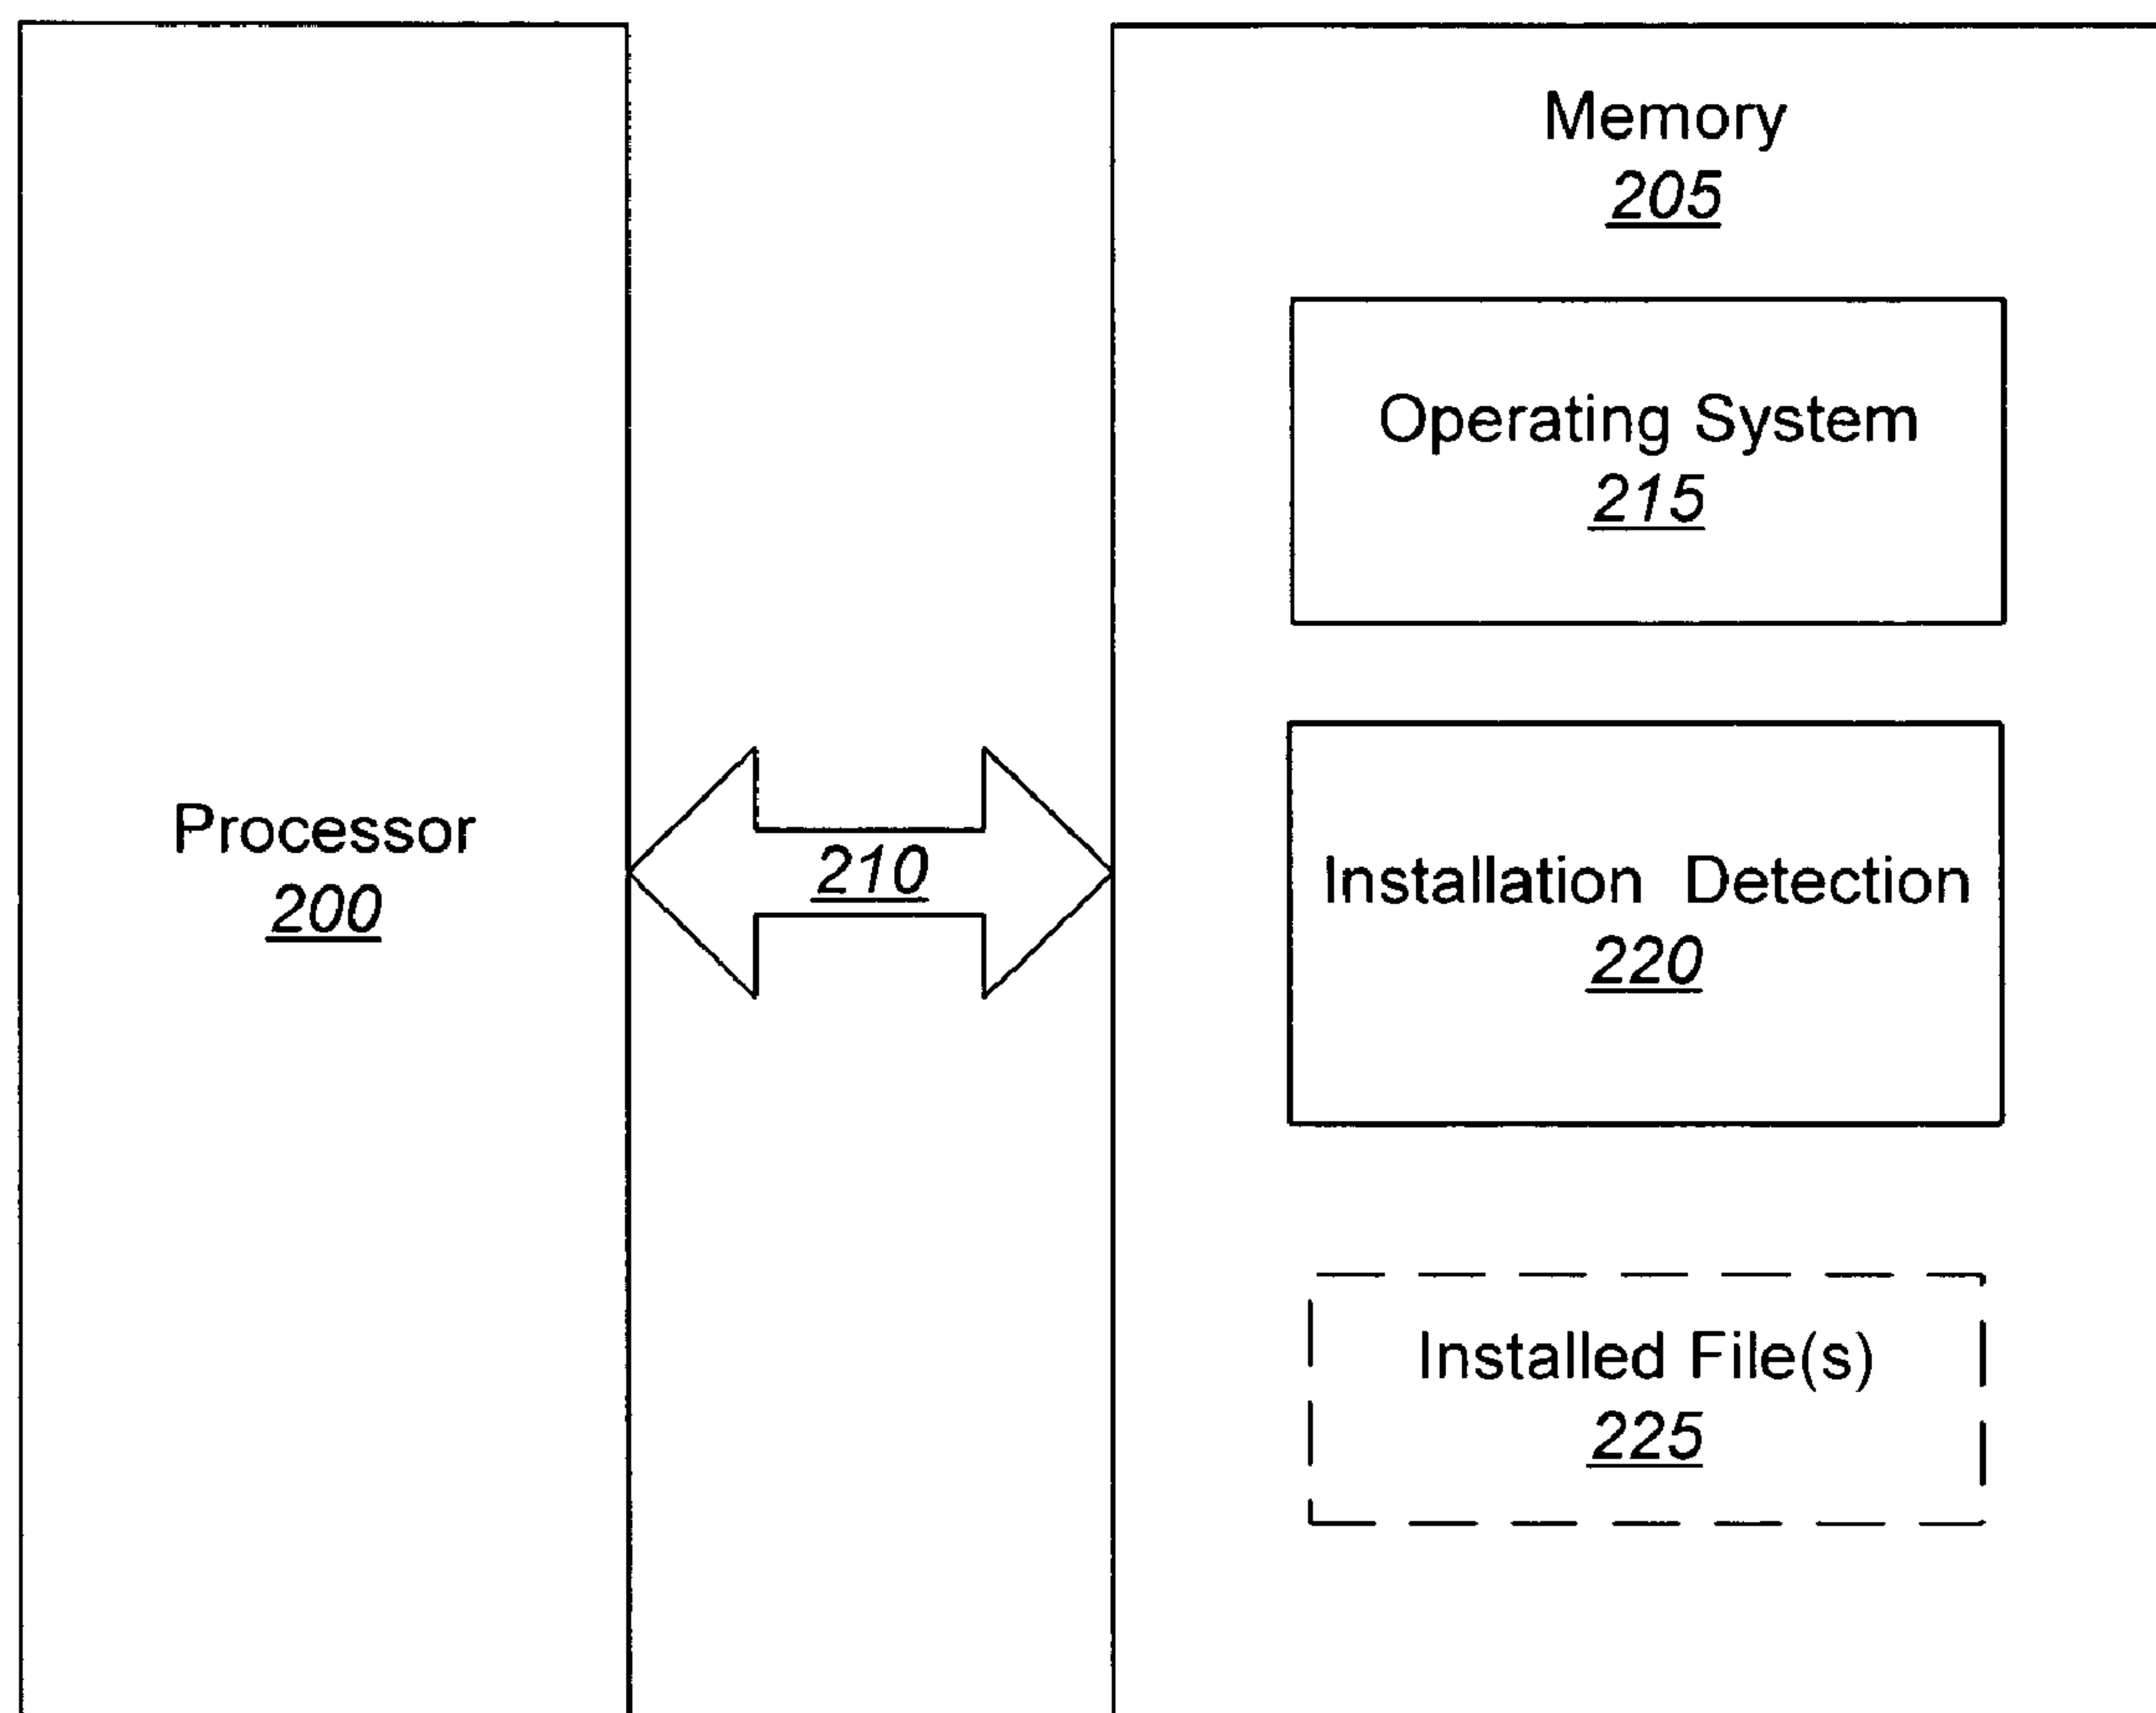 Memory
205
Operating System
215
Processor
200
210
Installation Detection
220
Installed File(s)
225